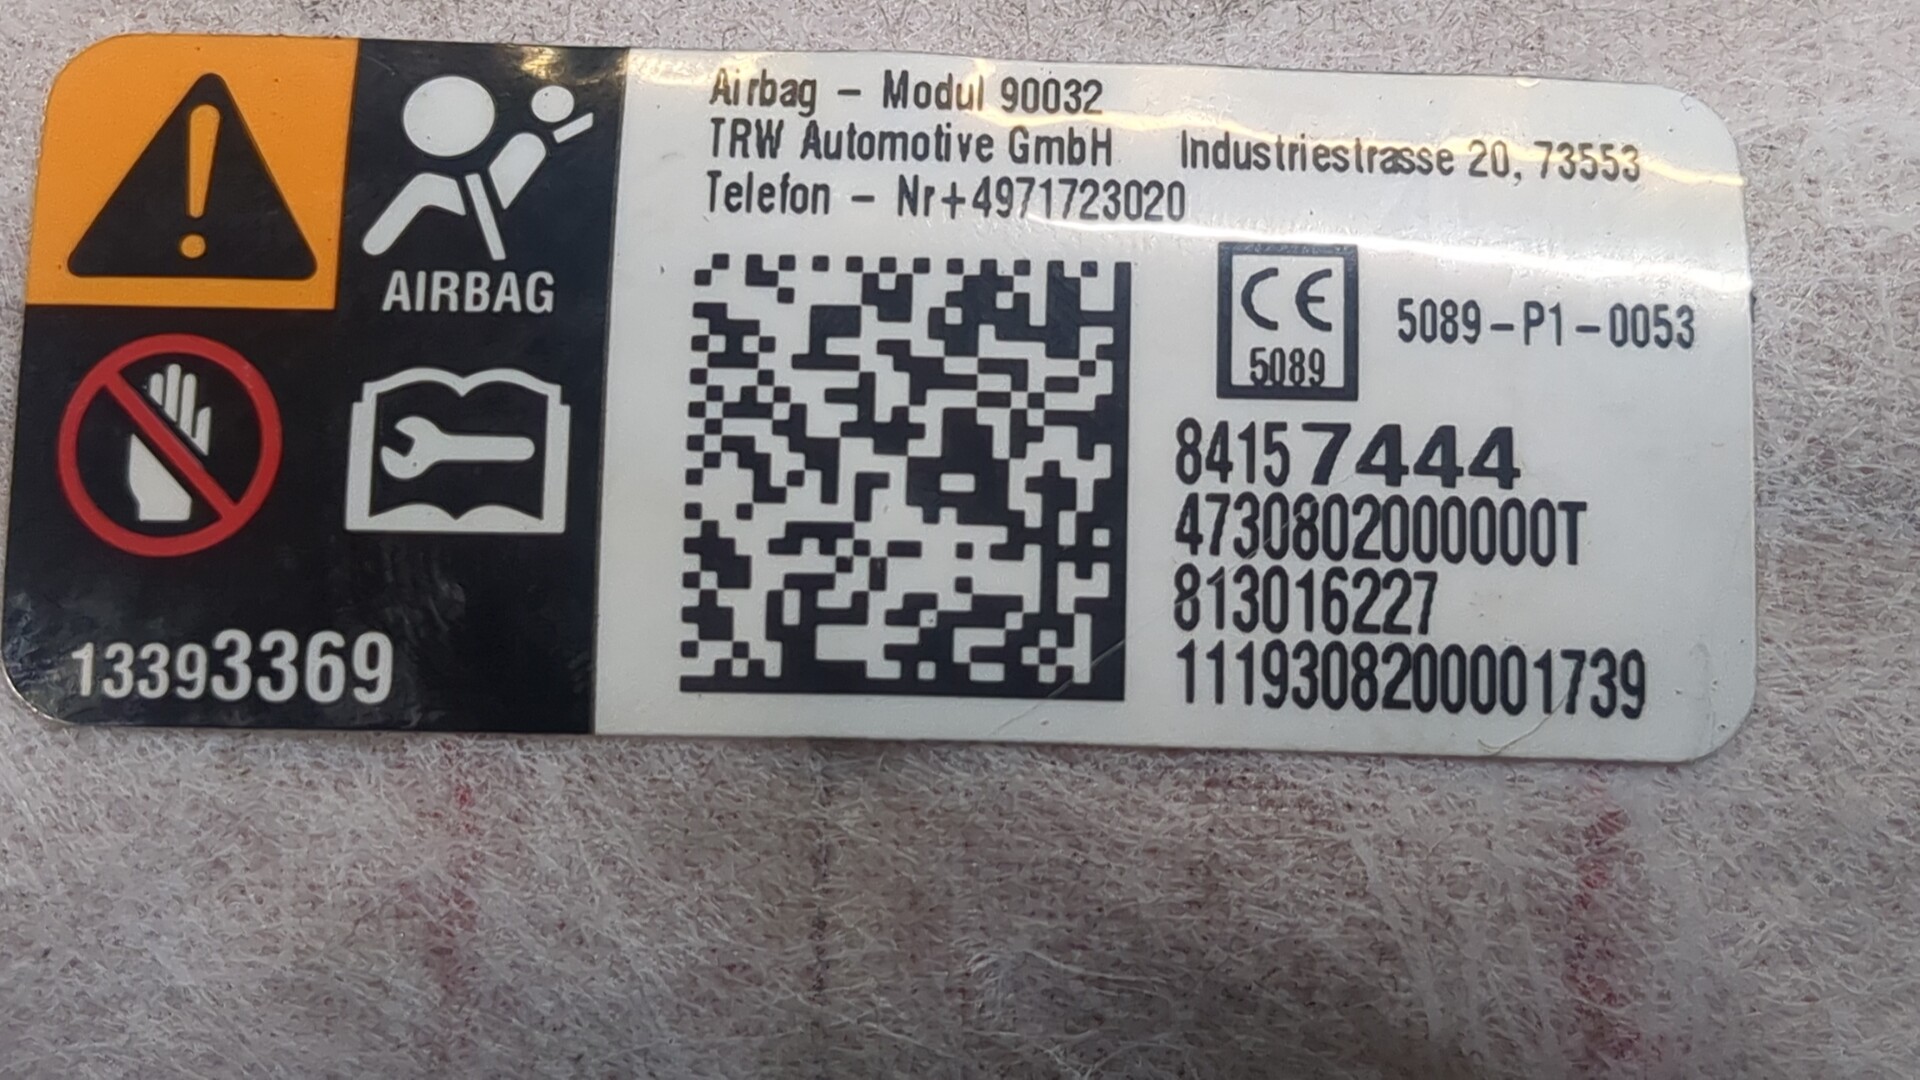 Airbag - Modul 90032
TRW Automotive GmbH Industriestrasse 20, 73553
Telefon - Nr+4971723020
AIRBAG
CE
5089
5089-P1-0053
84157444
4730802000000T
813016227
1119308200001739
13393369